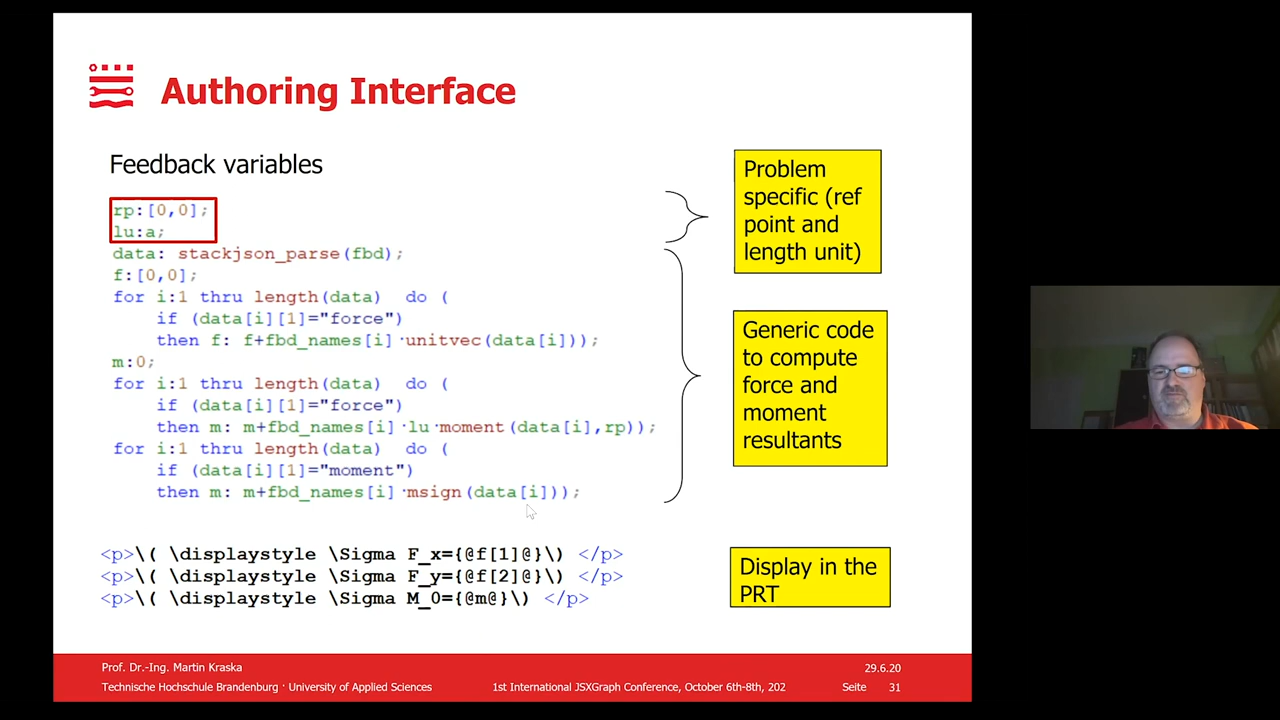 Authoring Interface
Feedback variables
rp:[0,0];
lu:a;
data: stackjson_parse(fbd);
f:[0,0];
for i:1 thru length(data) do (
if (data[i][1]="force")
then f: f+fbd_names[i]·unitvec(data[i]));
m:0;
for i:1 thru length(data) do (
if (data[i][1]="force")
then m: m+fbd_names[i]·lu·moment(data[i],rp));
for i:1 thru length(data) do (
if (data[i][1]="moment")
then m: m+fbd_names[i]·msign(data[i]));
<p>\( \displaystyle \Sigma F_x={@f[1]@}\) </p>
<p>\( \displaystyle \Sigma F_y={@f[2]@}\) </p>
<p>\( \displaystyle \Sigma M_0={@m@}\) </p>
Problem
specific (ref
point and
length unit)
Generic code
to compute
force and
moment
resultants
Display in the
PRT
Prof. Dr.-Ing. Martin Kraska
29.6.20
Technische Hochschule Brandenburg · University of Applied Sciences
1st International JSXGraph Conference, October 6th-8th, 202
Seite 31